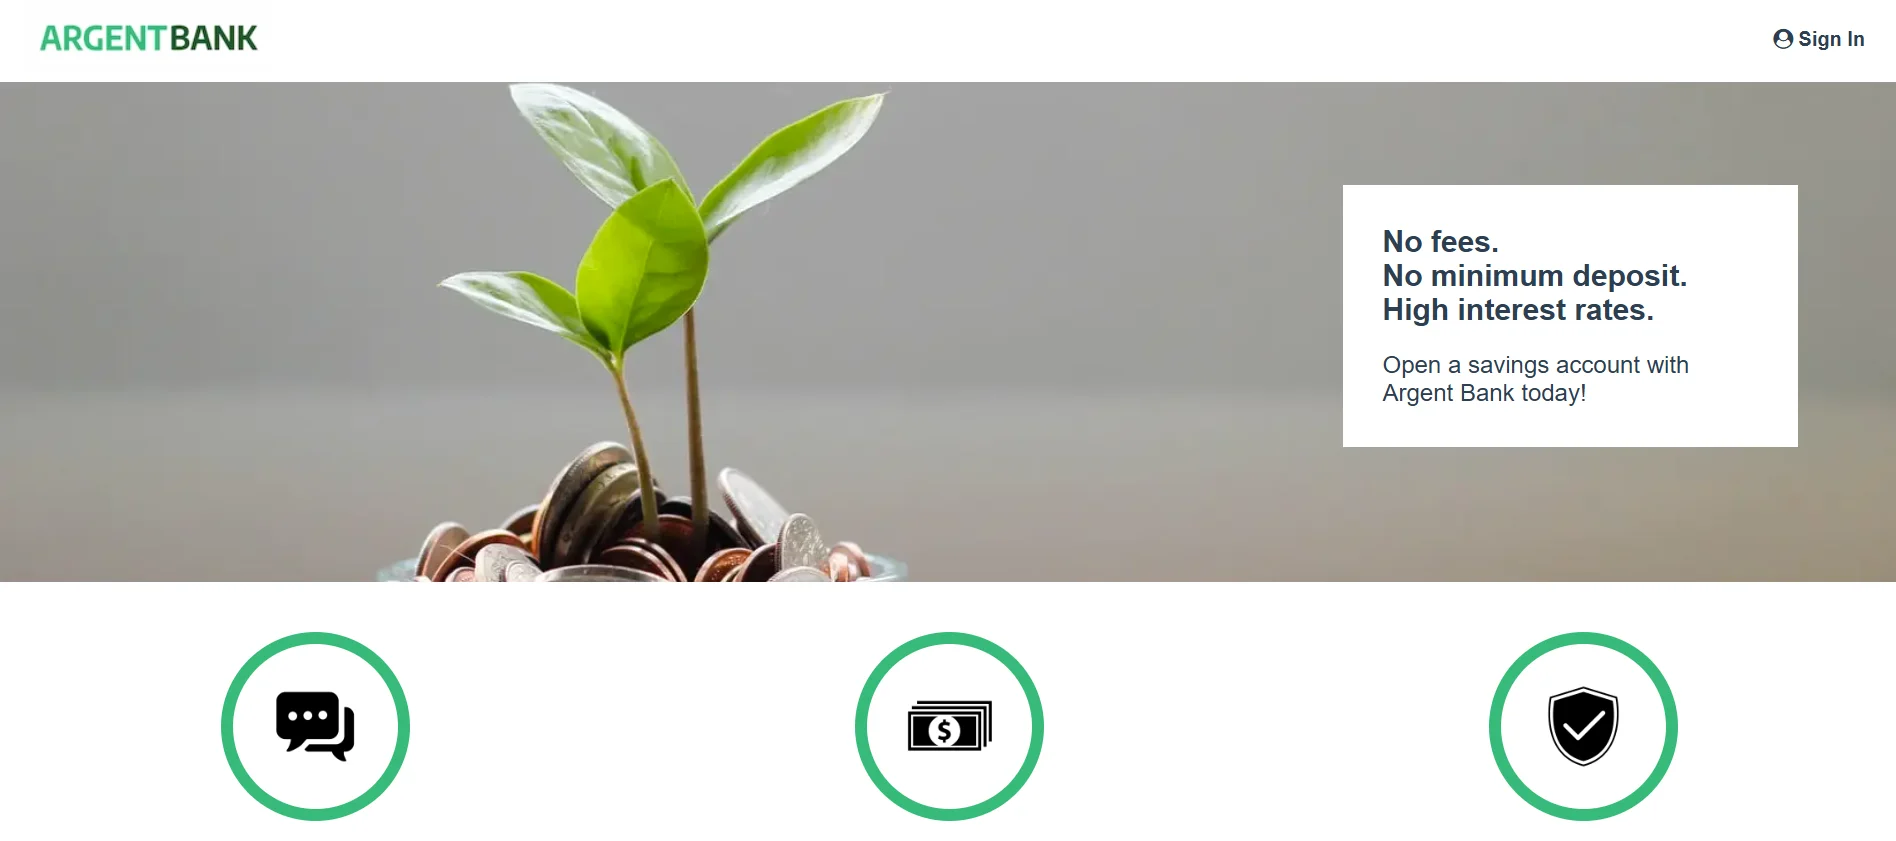 ARGENTBANK
Sign In
No fees.
No minimum deposit.
High interest rates.
Open a savings account with
Argent Bank today!
$